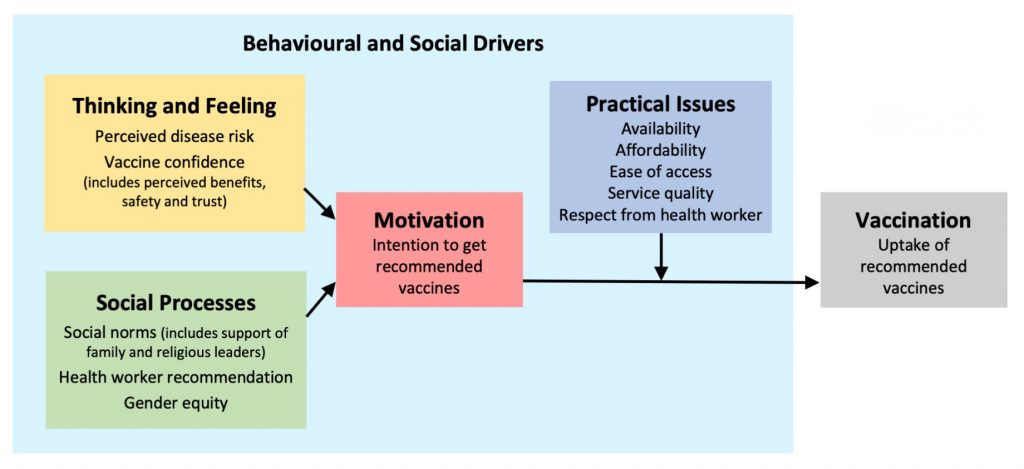 Behavioural and Social Drivers
Thinking and Feeling
Perceived disease risk
Vaccine confidence
(includes perceived benefits,
safety and trust)
Social Processes
Social norms (includes support of
family and religious leaders)
Health worker recommendation
Gender equity
Motivation
Intention to get
recommended
vaccines
Practical Issues
Availability
Affordability
Ease of access
Service quality
Respect from health worker
Vaccination
Uptake of
recommended
vaccines